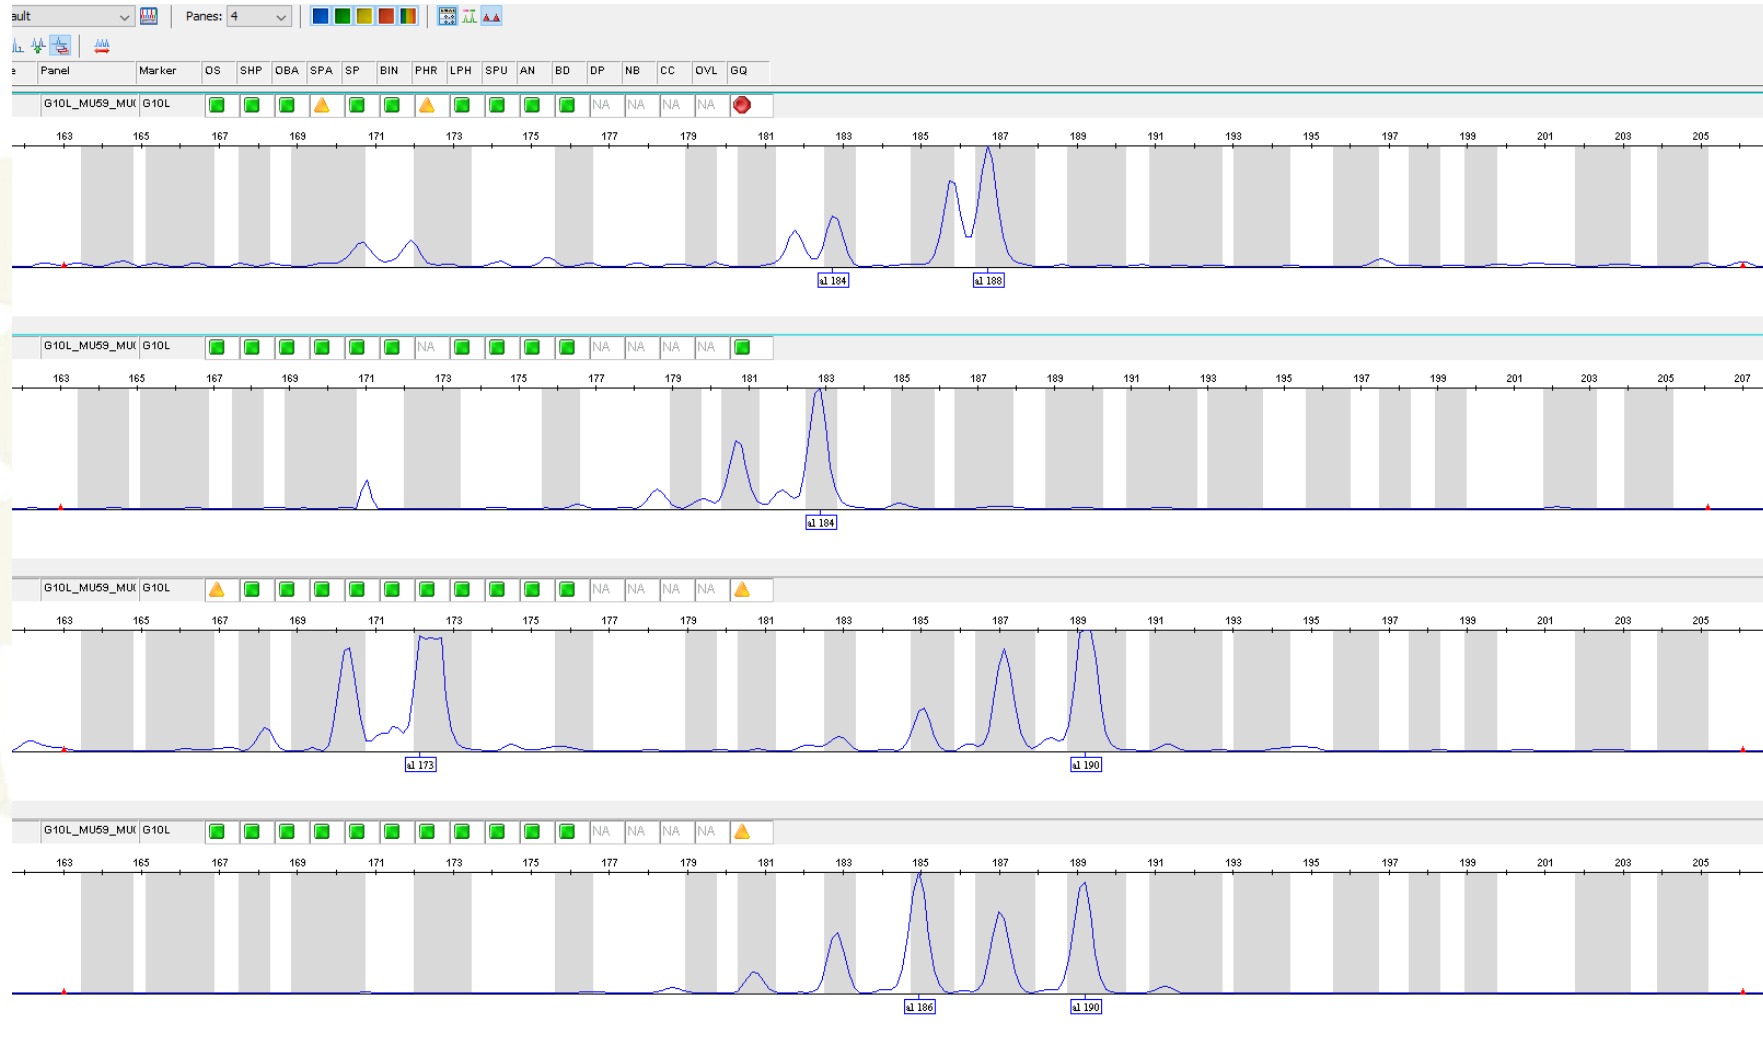 ault Panes: 4
Panel Marker OS SHP OBA SPA SP BIN PHR LPH SPU AN BD DP NB CC OVL GQ
G10L_MU59_MU( G10L NA NA NA NA
163 165 167 169 171 173 175 177 179 181 183 185 187 189 191 193 195 197 199 201 203 205
al 184 al 188
G10L_MU59_MU( G10L NA NA NA NA NA
163 165 167 169 171 173 175 177 179 181 183 185 187 189 191 193 195 197 199 201 203 205 207
al 184
G10L_MU59_MU( G10L NA NA NA NA
163 165 167 169 171 173 175 177 179 181 183 185 187 189 191 193 195 197 199 201 203 205
al 173 al 190
G10L_MU59_MU( G10L NA NA NA NA
163 165 167 169 171 173 175 177 179 181 183 185 187 189 191 193 195 197 199 201 203 205
al 186 al 190